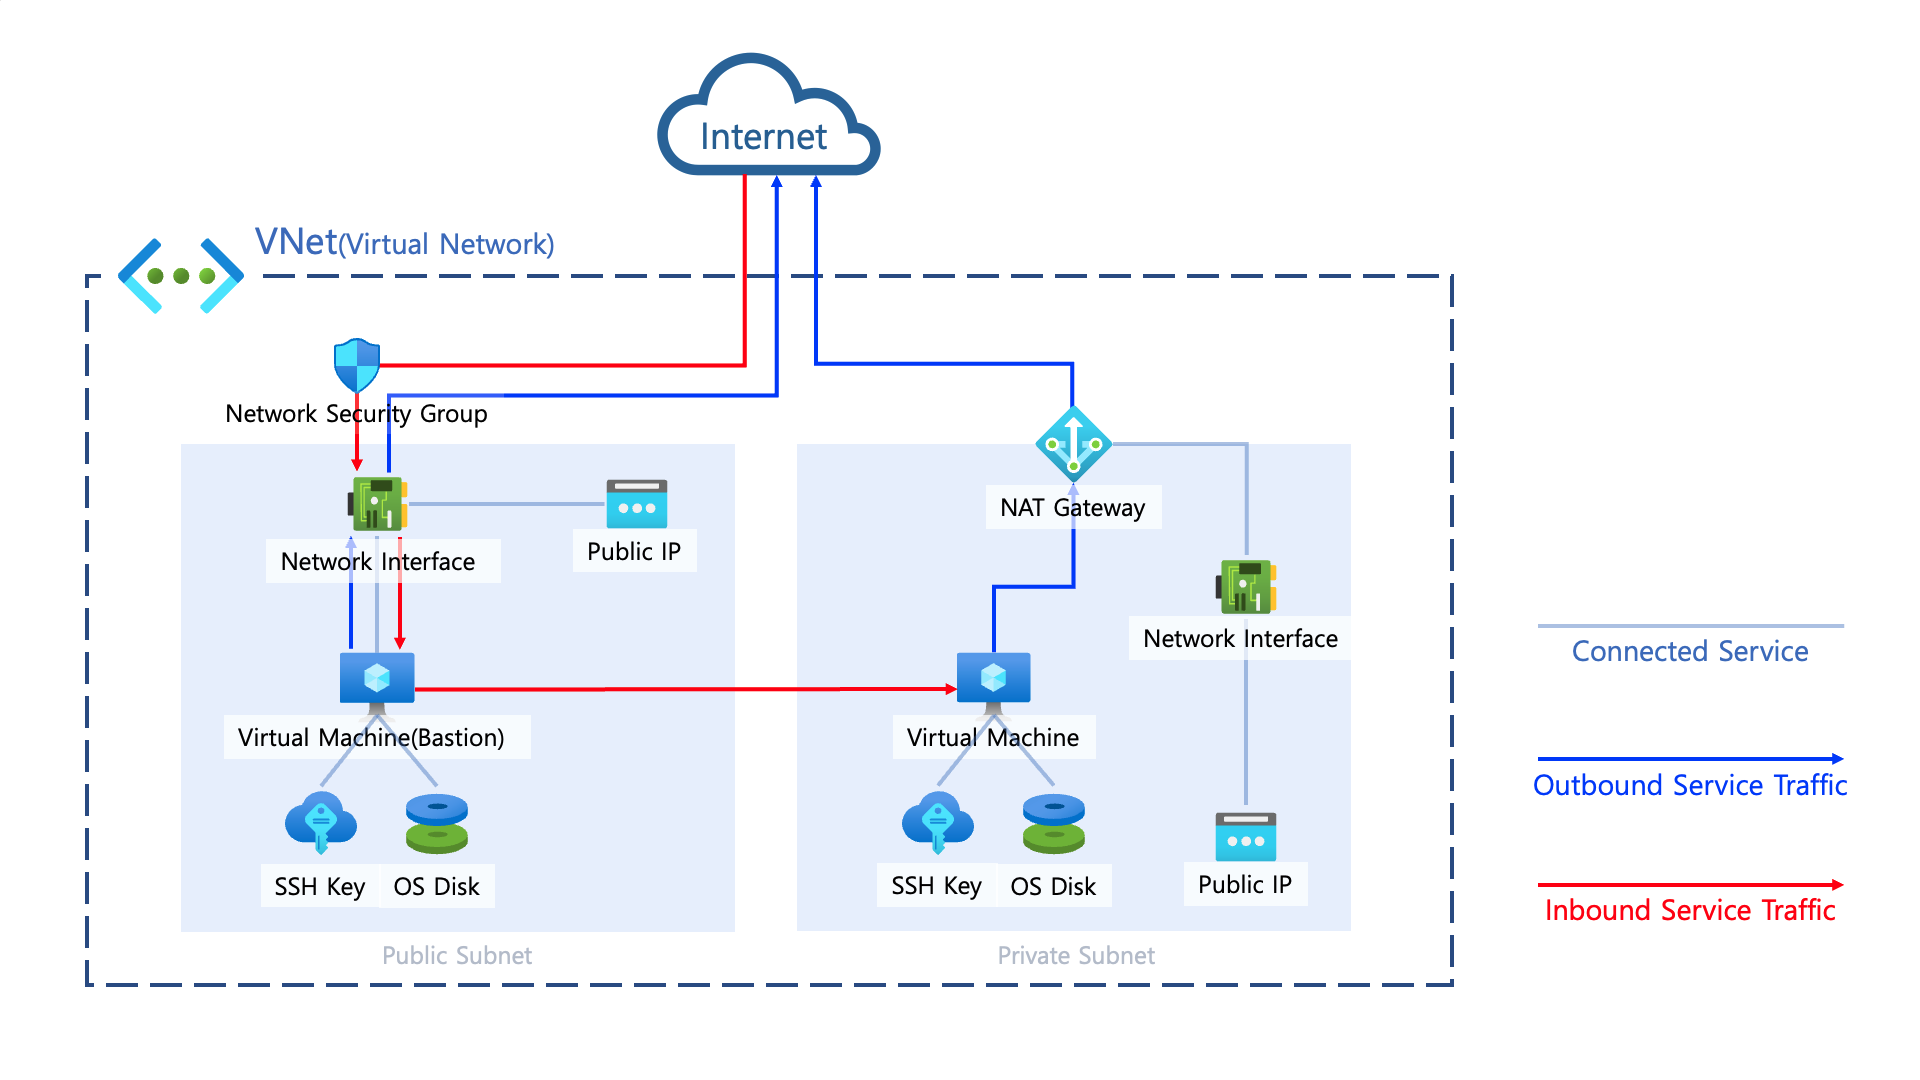 Internet
VNet(Virtual Network)
Network Security Group
Network Interface
Public IP
Virtual Machine(Bastion)
SSH Key
OS Disk
Public Subnet
NAT Gateway
Network Interface
Virtual Machine
SSH Key
OS Disk
Public IP
Private Subnet
Connected Service
Outbound Service Traffic
Inbound Service Traffic